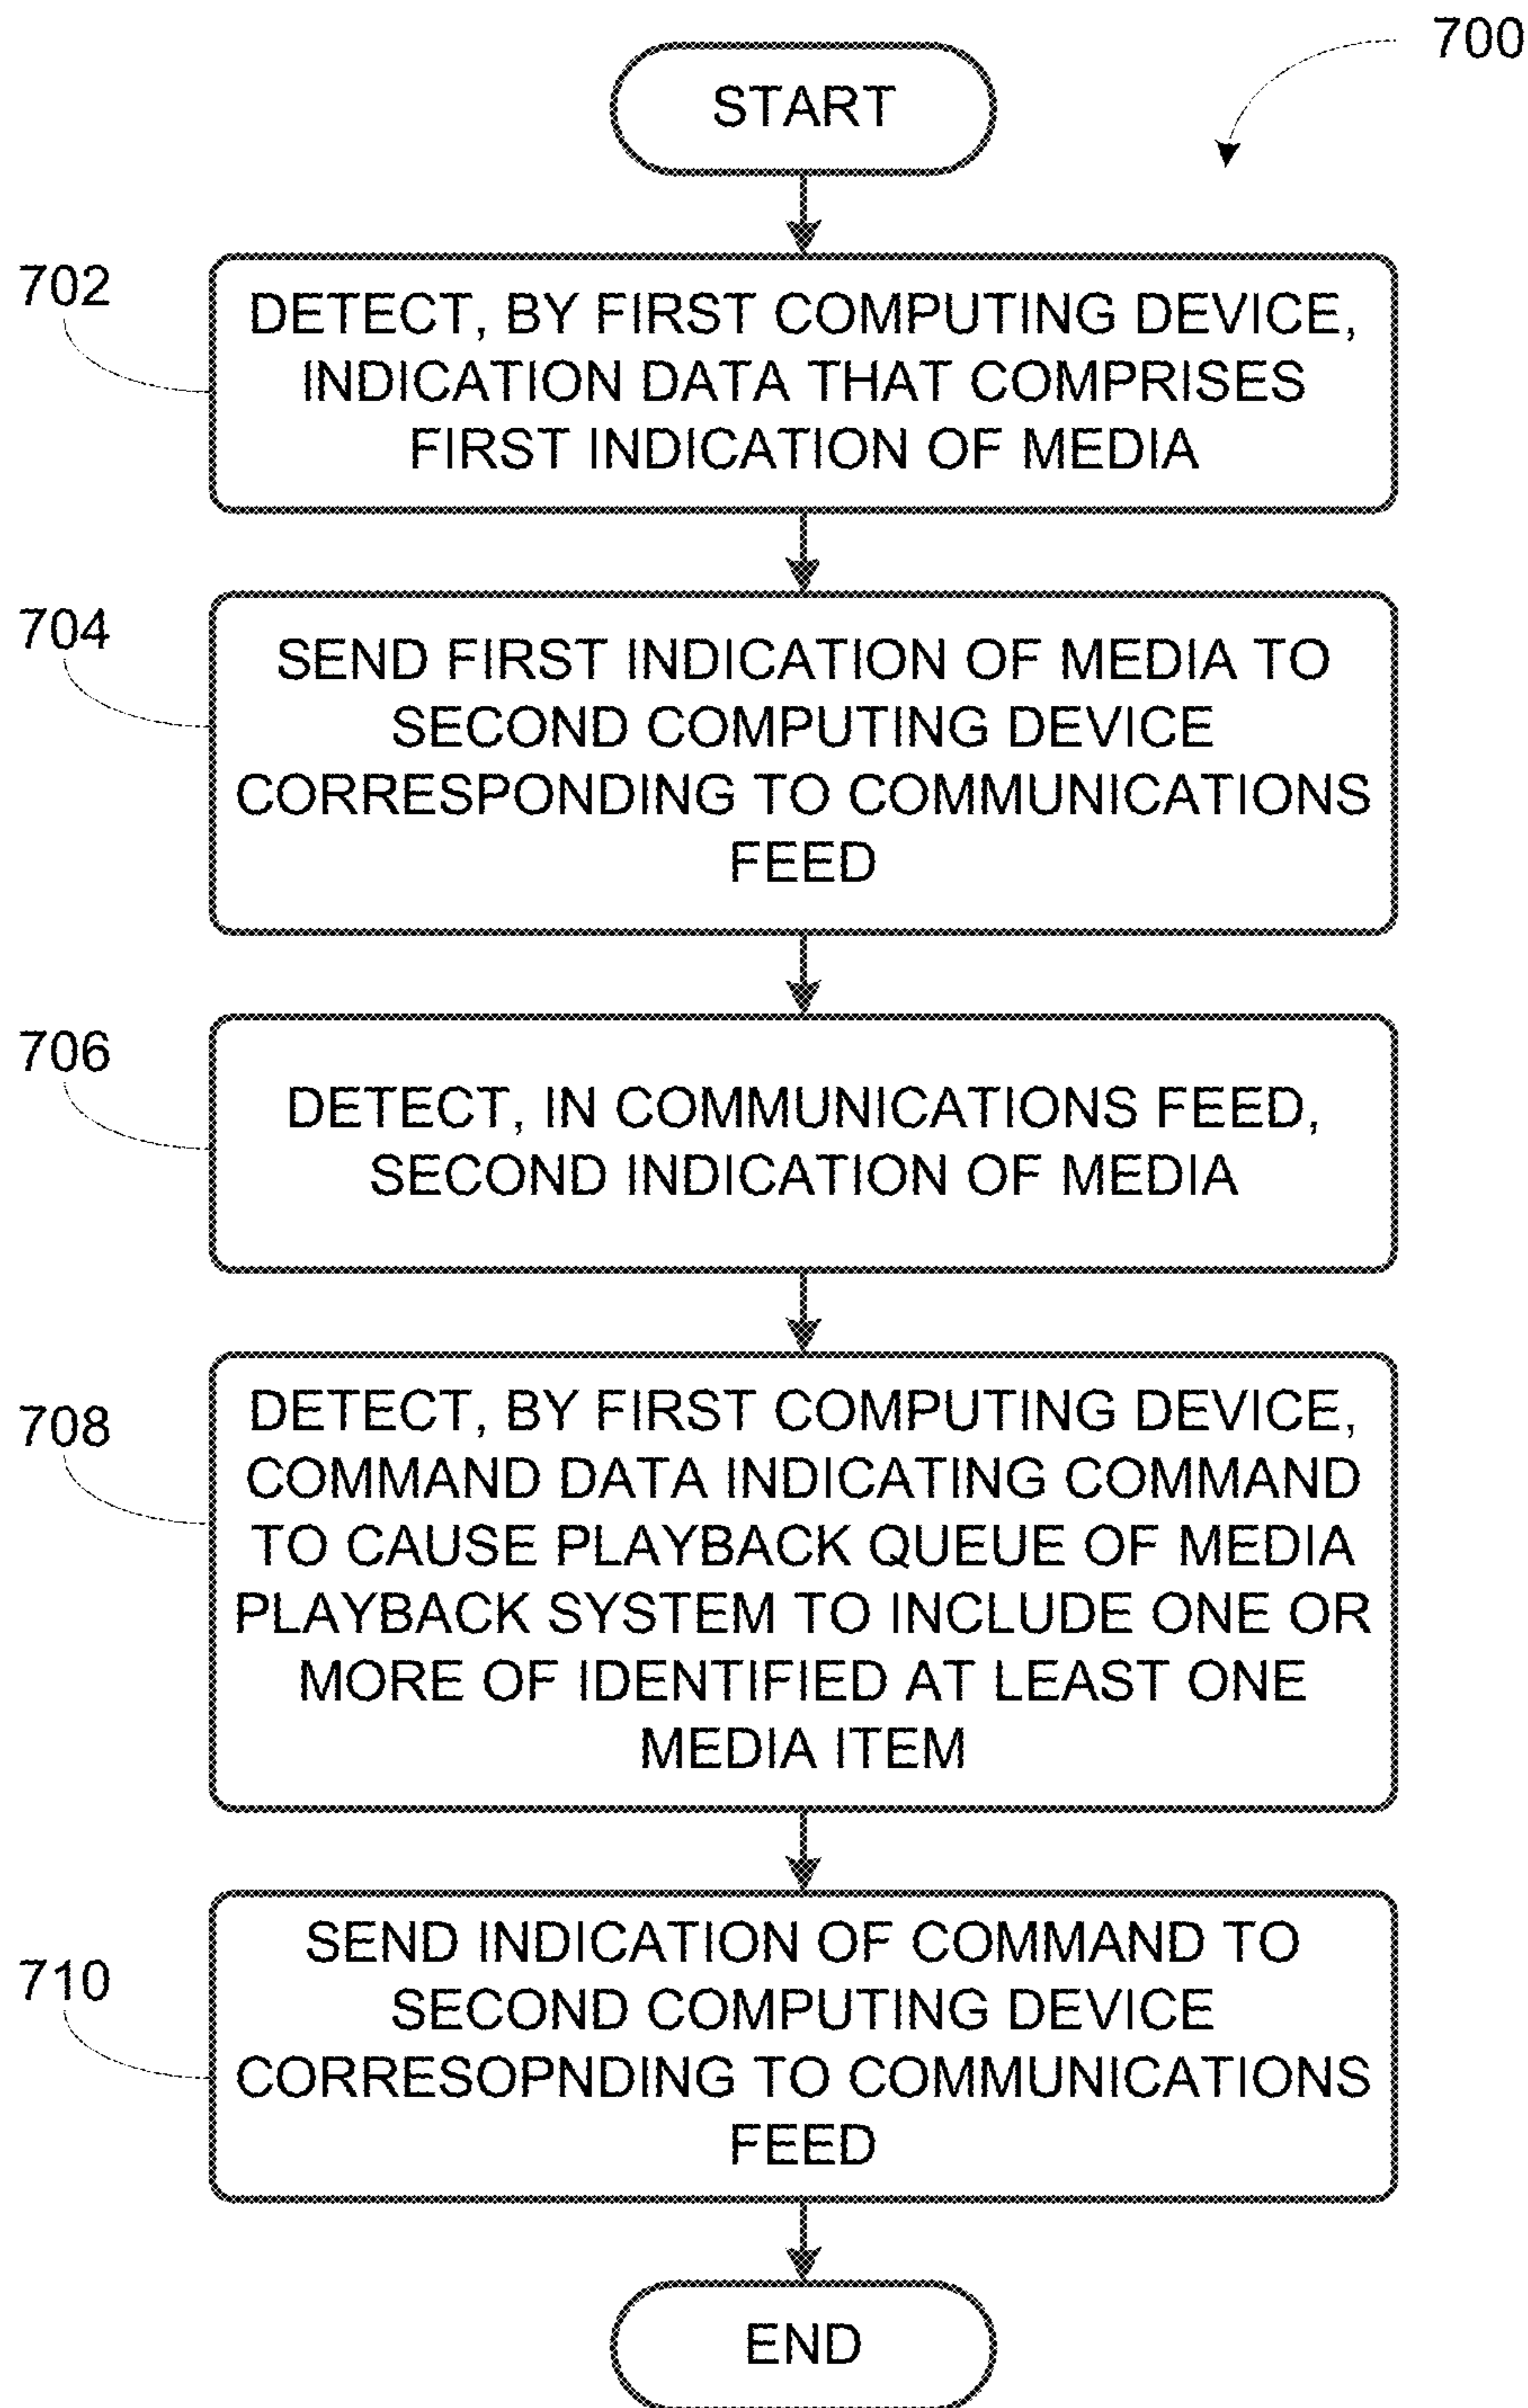 700
START
702
DETECT, BY FIRST COMPUTING DEVICE,
INDICATION DATA THAT COMPRISES
FIRST INDICATION OF MEDIA
704
SEND FIRST INDICATION OF MEDIA TO
SECOND COMPUTING DEVICE
CORRESPONDING TO COMMUNICATIONS
FEED
706
DETECT, IN COMMUNICATIONS FEED,
SECOND INDICATION OF MEDIA
708
DETECT, BY FIRST COMPUTING DEVICE,
COMMAND DATA INDICATING COMMAND
TO CAUSE PLAYBACK QUEUE OF MEDIA
PLAYBACK SYSTEM TO INCLUDE ONE OR
MORE OF IDENTIFIED AT LEAST ONE
MEDIA ITEM
710
SEND INDICATION OF COMMAND TO
SECOND COMPUTING DEVICE
CORRESOPNDING TO COMMUNICATIONS
FEED
END